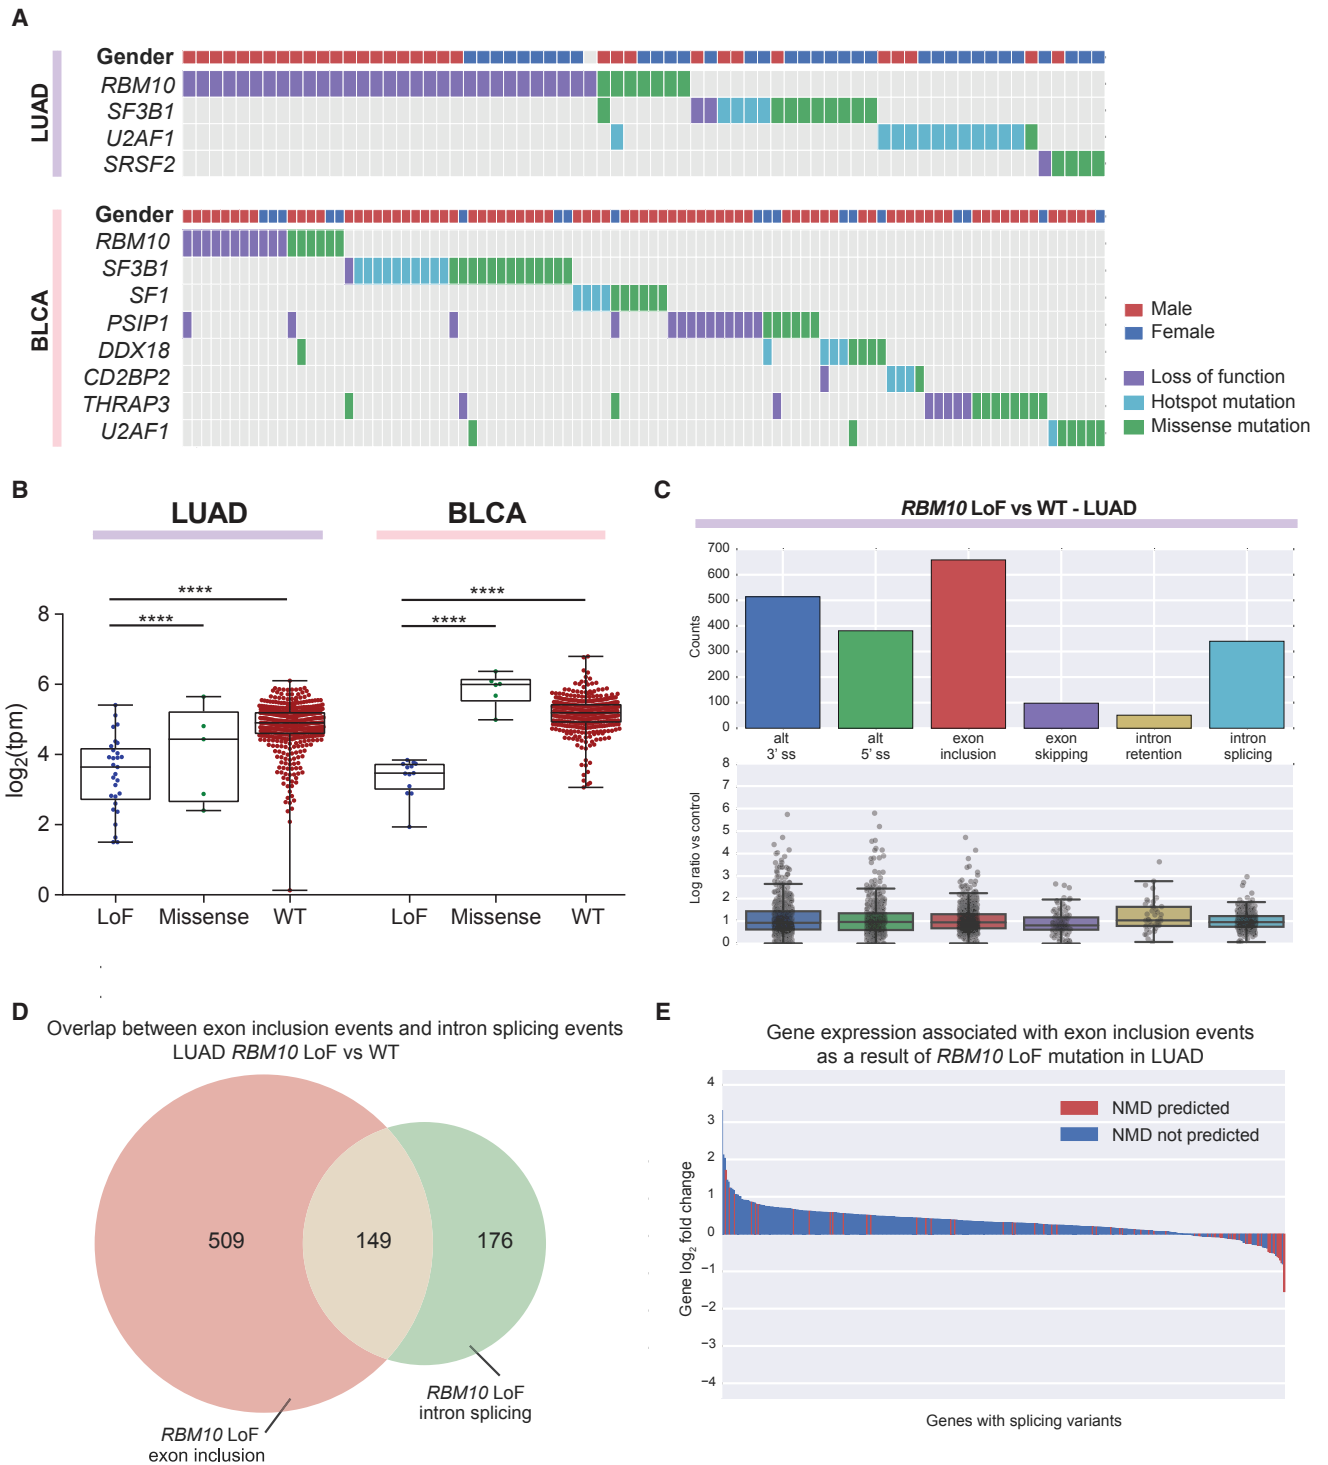 A
LUAD
Gender
RBM10
SF3B1
U2AF1
SRSF2
BLCA
Gender
RBM10
SF3B1
SF1
PSIP1
DDX18
CD2BP2
THRAP3
U2AF1
Male
Female
Loss of function
Hotspot mutation
Missense mutation
B
LUAD
BLCA
****
****
****
****
log2(tpm)
8
6
4
2
0
LoF
Missense
WT
LoF
Missense
WT
C
RBM10 LoF vs WT - LUAD
Counts
700
600
500
400
300
200
100
0
alt 3' ss
alt 5' ss
exon inclusion
exon skipping
intron retention
intron splicing
Log ratio vs control
8
7
6
5
4
3
2
1
0
D
Overlap between exon inclusion events and intron splicing events
LUAD RBM10 LoF vs WT
509
149
176
RBM10 LoF
intron splicing
RBM10 LoF
exon inclusion
E
Gene expression associated with exon inclusion events
as a result of RBM10 LoF mutation in LUAD
NMD predicted
NMD not predicted
Gene log2 fold change
4
3
2
1
0
−1
−2
−3
−4
Genes with splicing variants